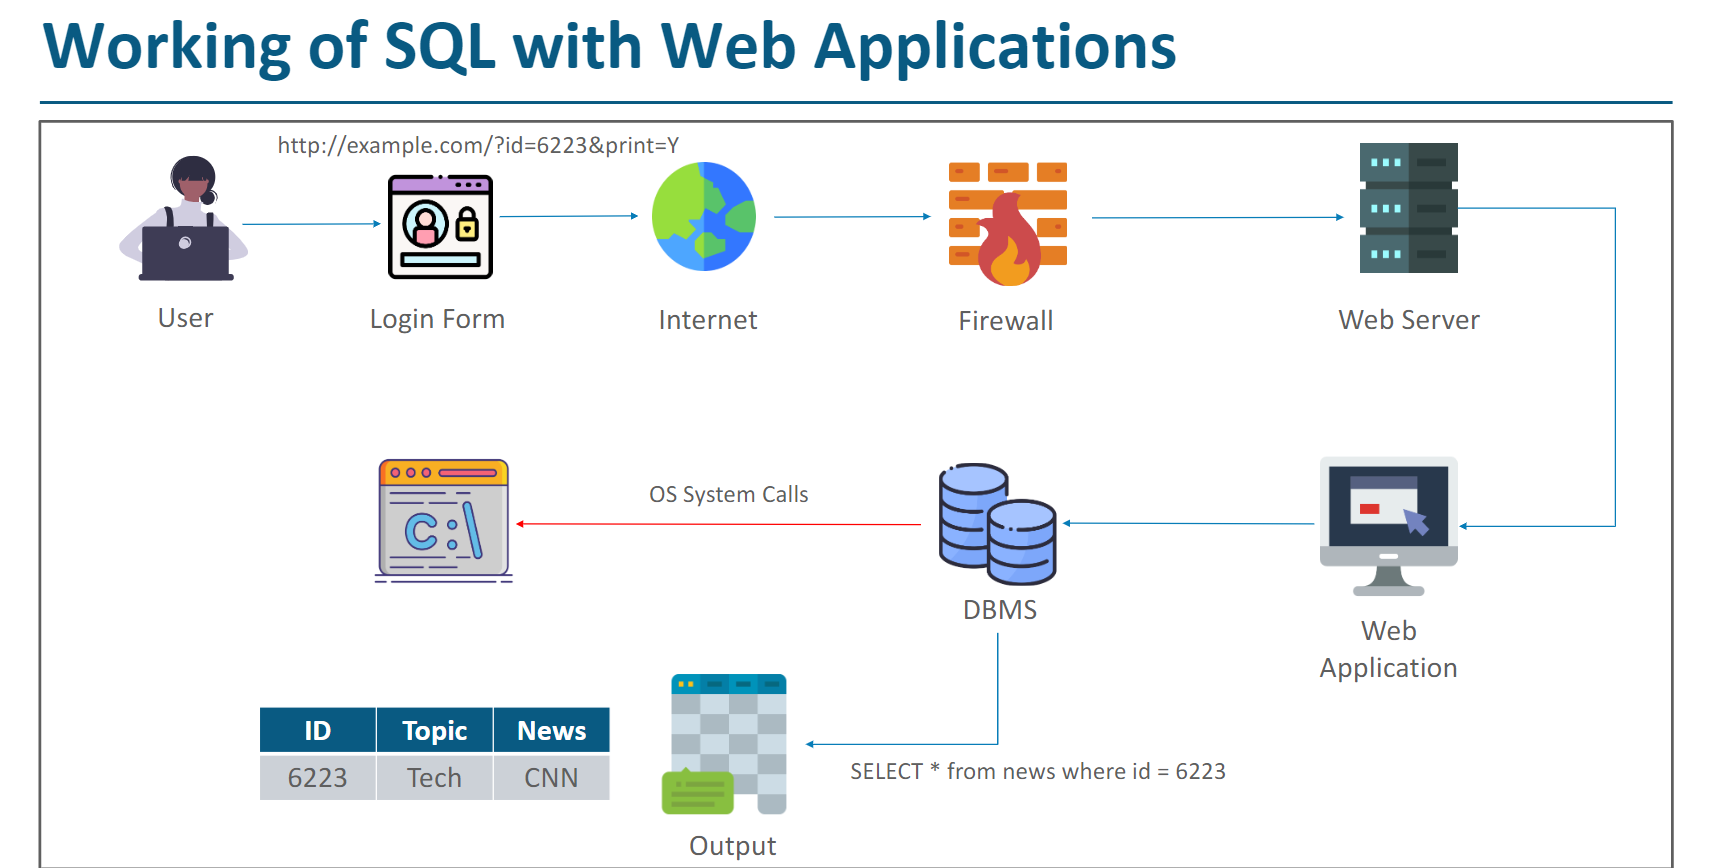 Working of SQL with Web Applications
http://example.com/?id=6223&print=Y
User
Login Form
Internet
Firewall
Web Server
C:\
OS System Calls
DBMS
Web
Application
ID Topic News
6223 Tech CNN
SELECT * from news where id = 6223
Output